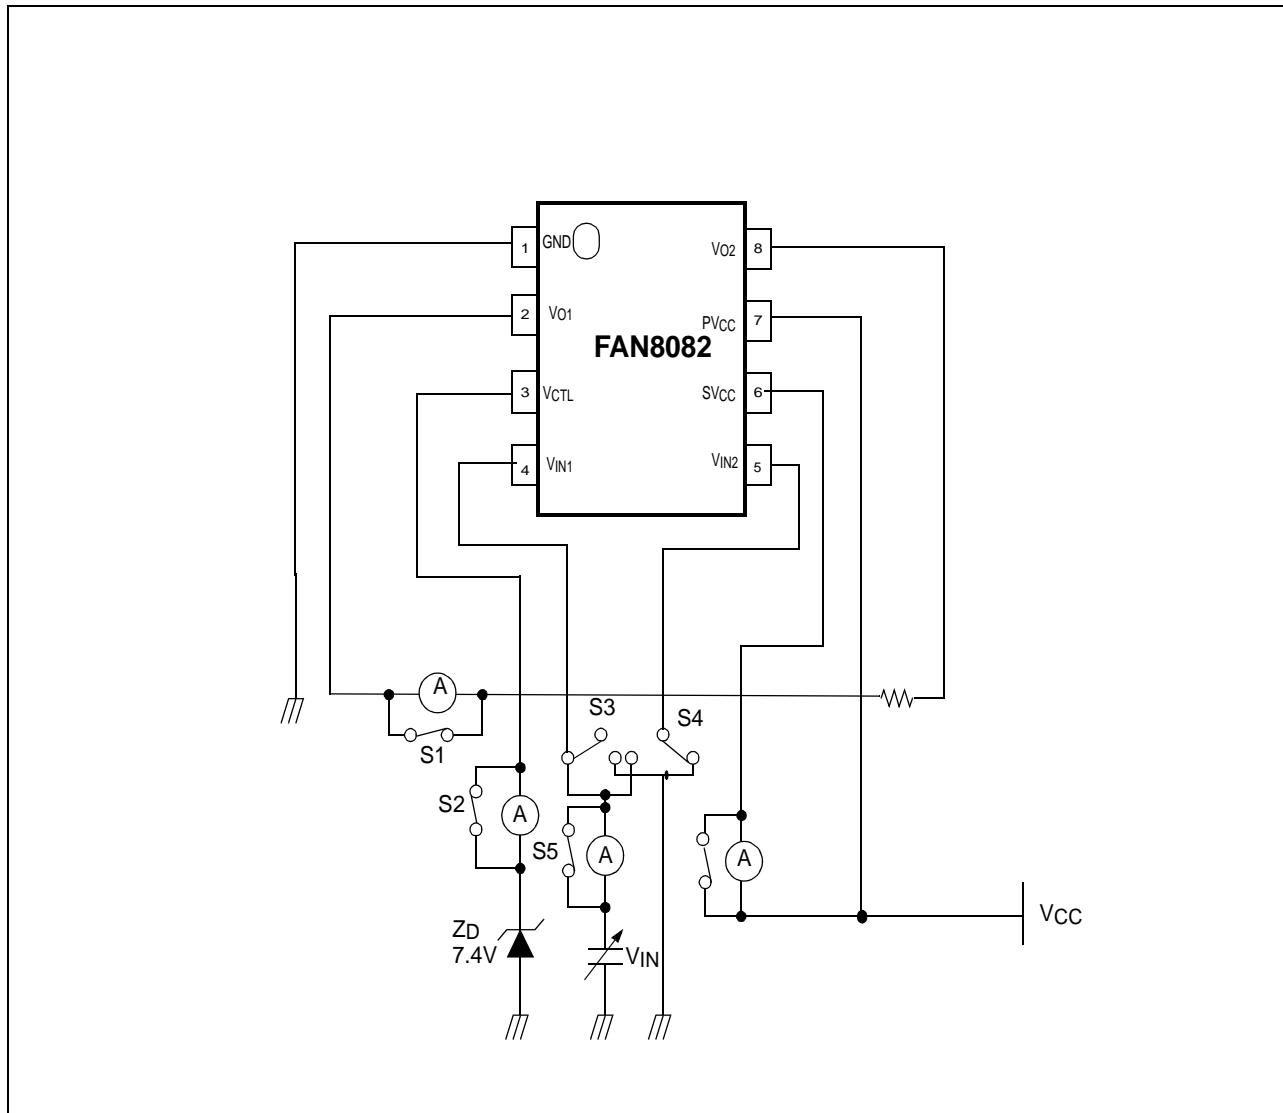 1 GND
VO2 8
2 VO1
PVCC 7
FAN8082
3 VCTL
SVCC 6
4 VIN1
VIN2 5
A
S1
S3
S4
S2
A
S5
A
A
ZD
7.4V
VIN
VCC